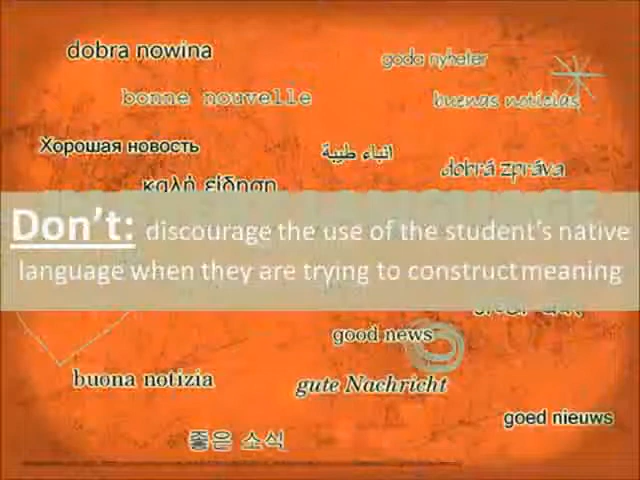 dobra nowina
goda nyheter
bonne nouvelle
buenas noticias
Хорошая новость
انباء طيبة
dobrá zpráva
καλή είδηση
Don't: discourage the use of the student's native
language when they are trying to construct meaning
good news
buona notizia
gute Nachricht
goed nieuws
좋은 소식